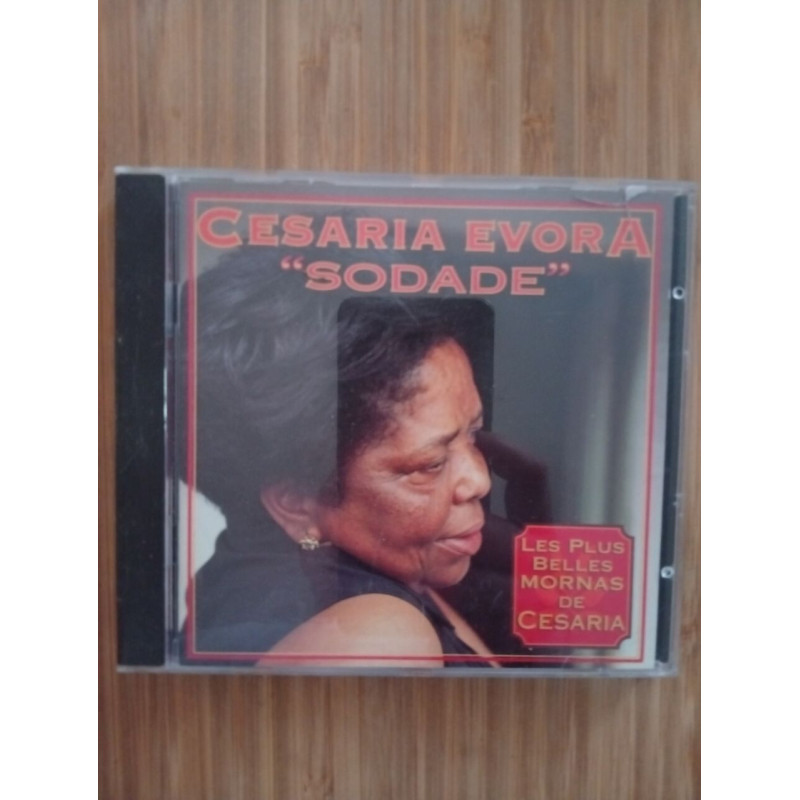 CESARIA EVORA
“SODADE”
LES PLUS
BELLES
MORNAS
DE
CESARIA